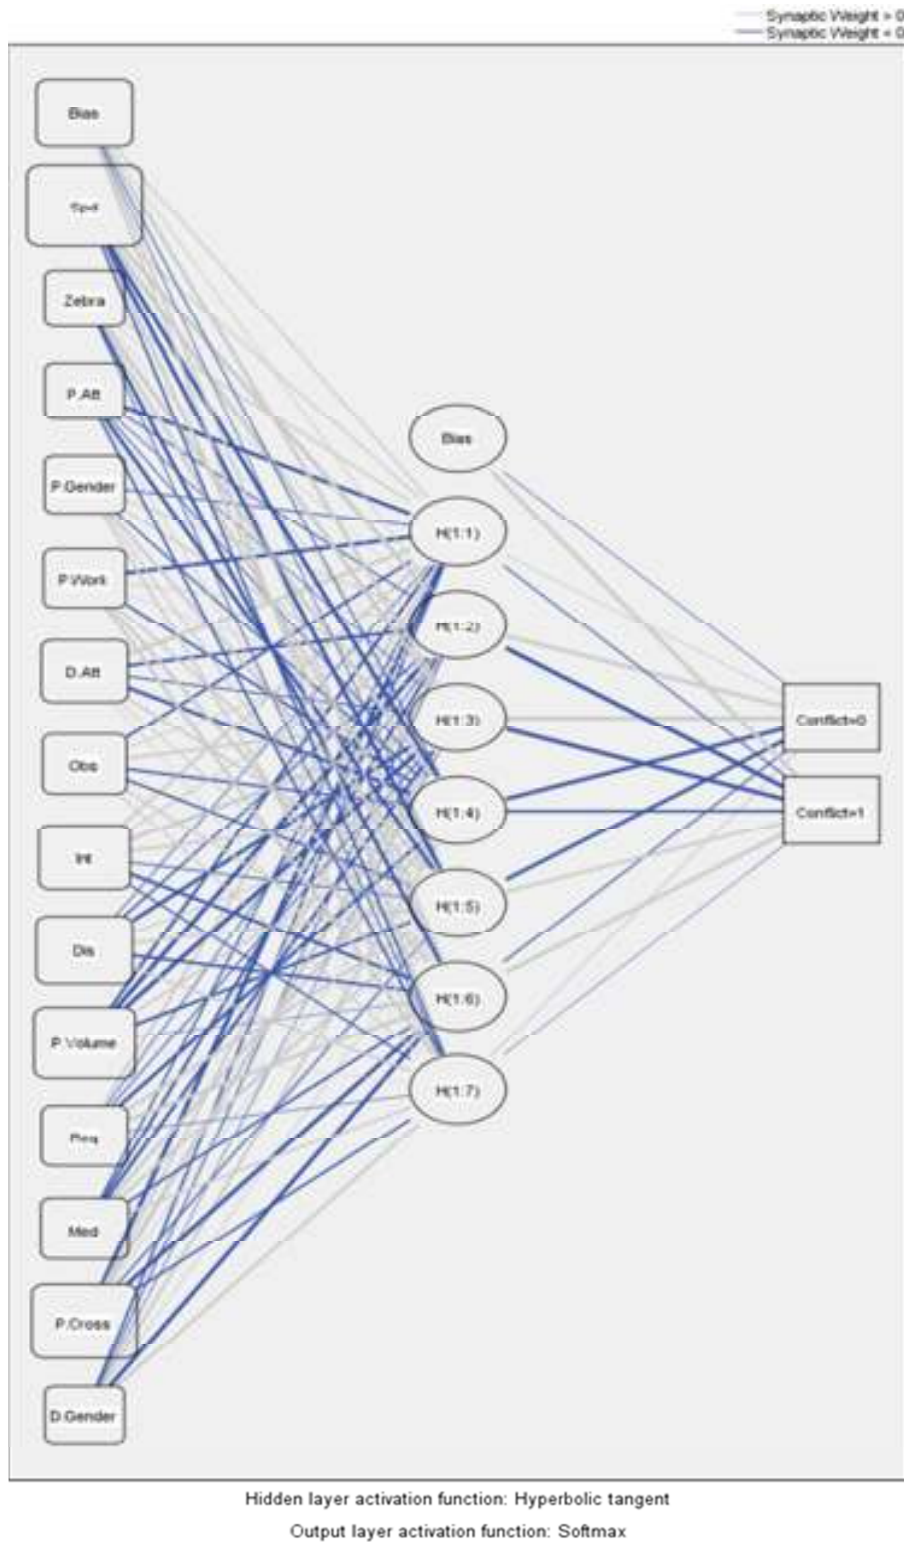 Synaptic Weight > 0
Synaptic Weight < 0
Bias
Zebra
P.Att
P.Gender
P.Work
D.Att
Obs
Int
Dis
P.Volume
Med
P.Cross
D.Gender
Bias
H(1:1)
H(1:2)
H(1:3)
H(1:4)
H(1:5)
H(1:6)
H(1:7)
Conflict=0
Conflict=1
Hidden layer activation function: Hyperbolic tangent
Output layer activation function: Softmax